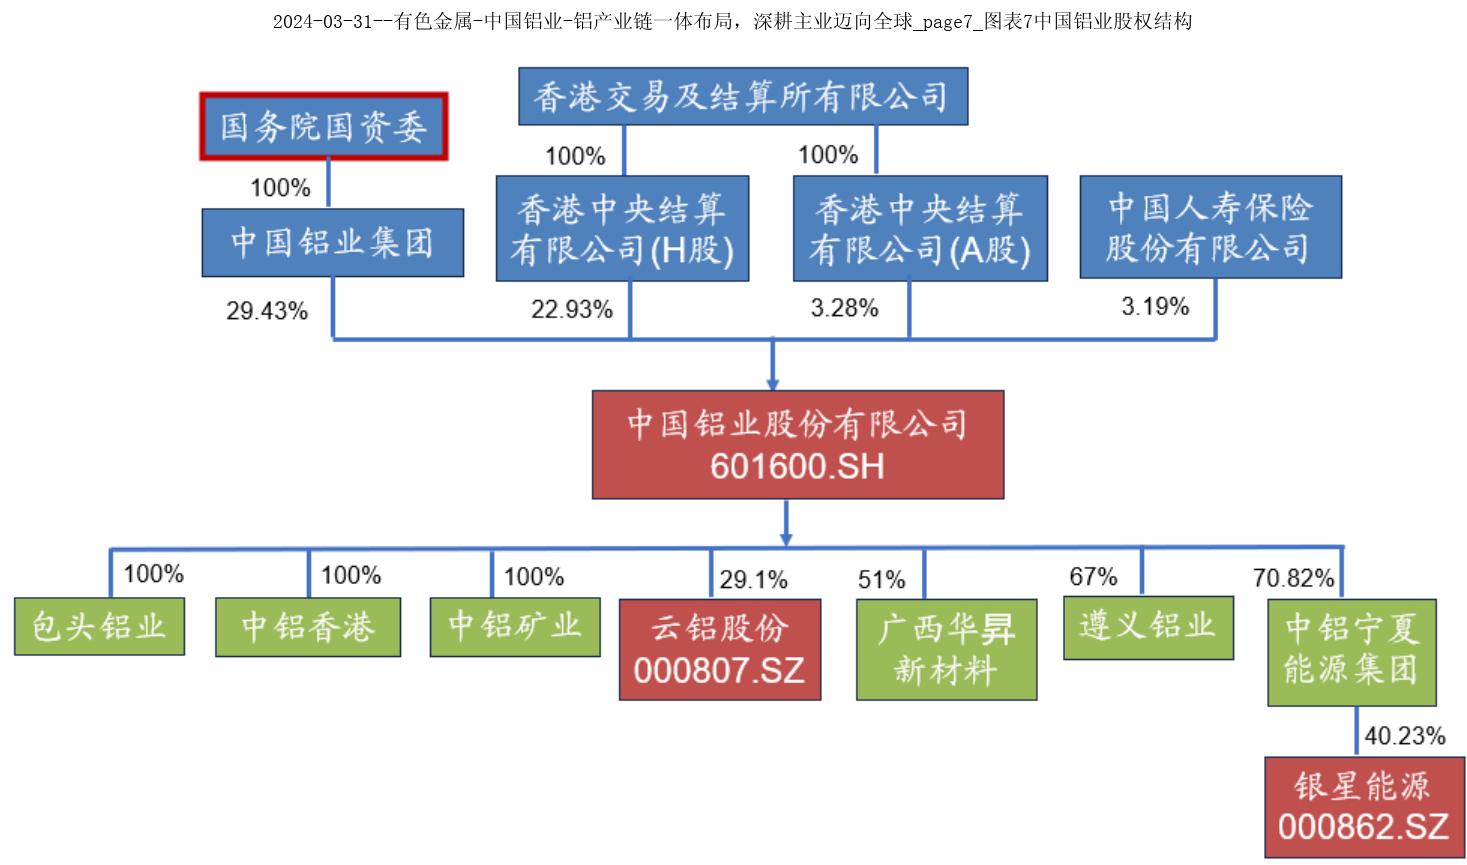 2024-03-31--有色金属-中国铝业-铝产业链一体布局，深耕主业迈向全球_page7_图表7中国铝业股权结构
香港交易及结算所有限公司
国务院国资委
100%
100%
100%
中国铝业集团
香港中央结算
有限公司(H股)
香港中央结算
有限公司(A股)
中国人寿保险
股份有限公司
29.43%
22.93%
3.28%
3.19%
中国铝业股份有限公司
601600.SH
100%
100%
100%
29.1%
51%
67%
70.82%
包头铝业
中铝香港
中铝矿业
云铝股份
000807.SZ
广西华昇
新材料
遵义铝业
中铝宁夏
能源集团
40.23%
银星能源
000862.SZ